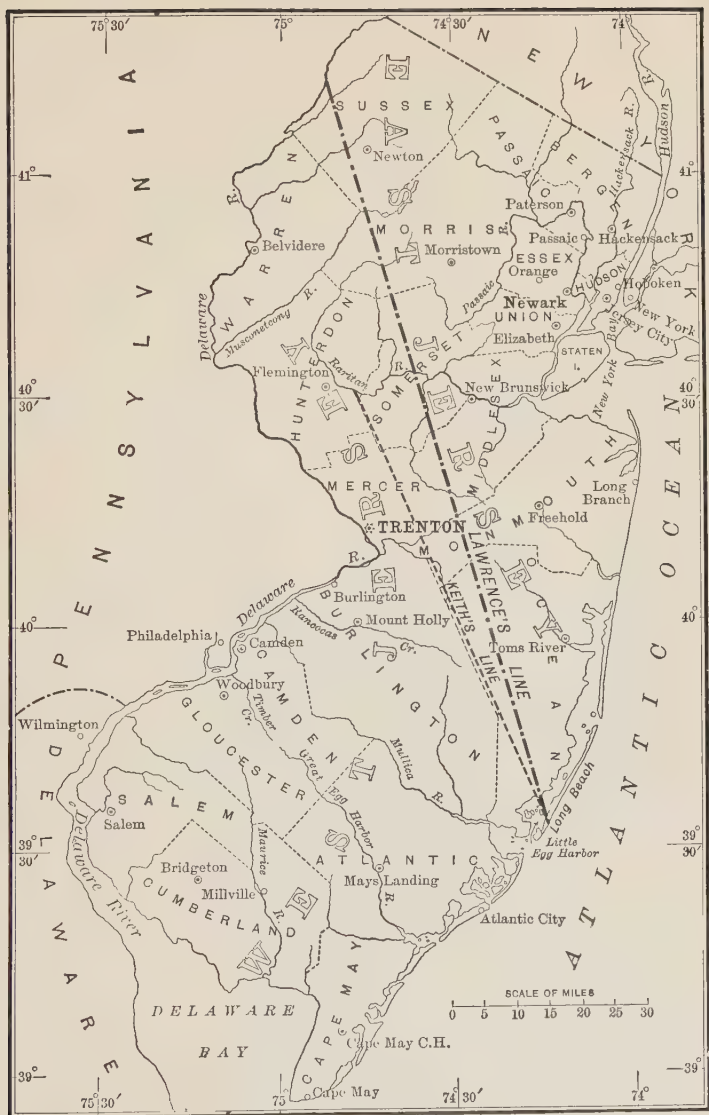 75° 30'
75°
74° 30'
74°
NEW YORK
PENNSYLVANIA
EAST JERSEY
SUSSEX
PASSAIC
BERGEN
Hackensack R.
Hudson R.
41°
41°
Newton
WARREN
R.
Paterson
MORRIS
R.
Passaic
Hackensack
Belvidere
Morristown
ESSEX
Orange
HUDSON
Hoboken
Passaic
Newark
New York
Jersey City
Delaware
Musconetcong R.
HUNTERDON
UNION
Elizabeth
New York Bay
STATEN I.
Flemington
Raritan R.
SOMERSET
40° 30'
40° 30'
New Brunswick
MIDDLESEX
MONMOUTH
Long Branch
MERCER
Freehold
TRENTON
ATLANTIC OCEAN
WEST JERSEY
R.
KEITH'S LINE
LAWRENCE'S LINE
OCEAN
Burlington
Delaware
BURLINGTON
40°
40°
Mount Holly
Rancocas Cr.
Philadelphia
Camden
Toms River
Woodbury
CAMDEN
Timber Cr.
Wilmington
GLOUCESTER
Great Egg Harbor R.
Mullica R.
Long Beach
DELAWARE
Delaware River
SALEM
Salem
Little Egg Harbor
39° 30'
39° 30'
Maurice R.
ATLANTIC
Bridgeton
Mays Landing
Millville
CUMBERLAND
Atlantic City
CAPE MAY
DELAWARE BAY
SCALE OF MILES
0 5 10 15 20 25 30
Cape May C.H.
39°
39°
Cape May
75° 30'
75°
74° 30'
74°